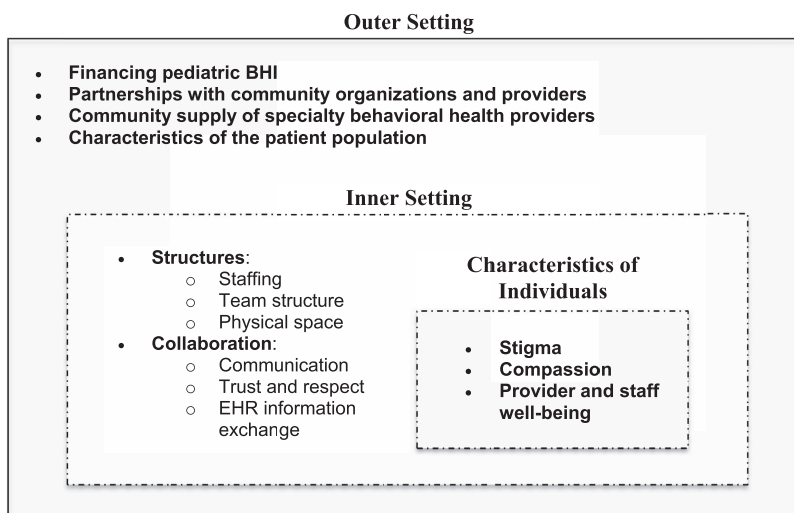 Outer Setting
• Financing pediatric BHI
• Partnerships with community organizations and providers
• Community supply of specialty behavioral health providers
• Characteristics of the patient population
Inner Setting
• Structures:
o Staffing
o Team structure
o Physical space
• Collaboration:
o Communication
o Trust and respect
o EHR information
exchange
Characteristics of
Individuals
• Stigma
• Compassion
• Provider and staff
well-being